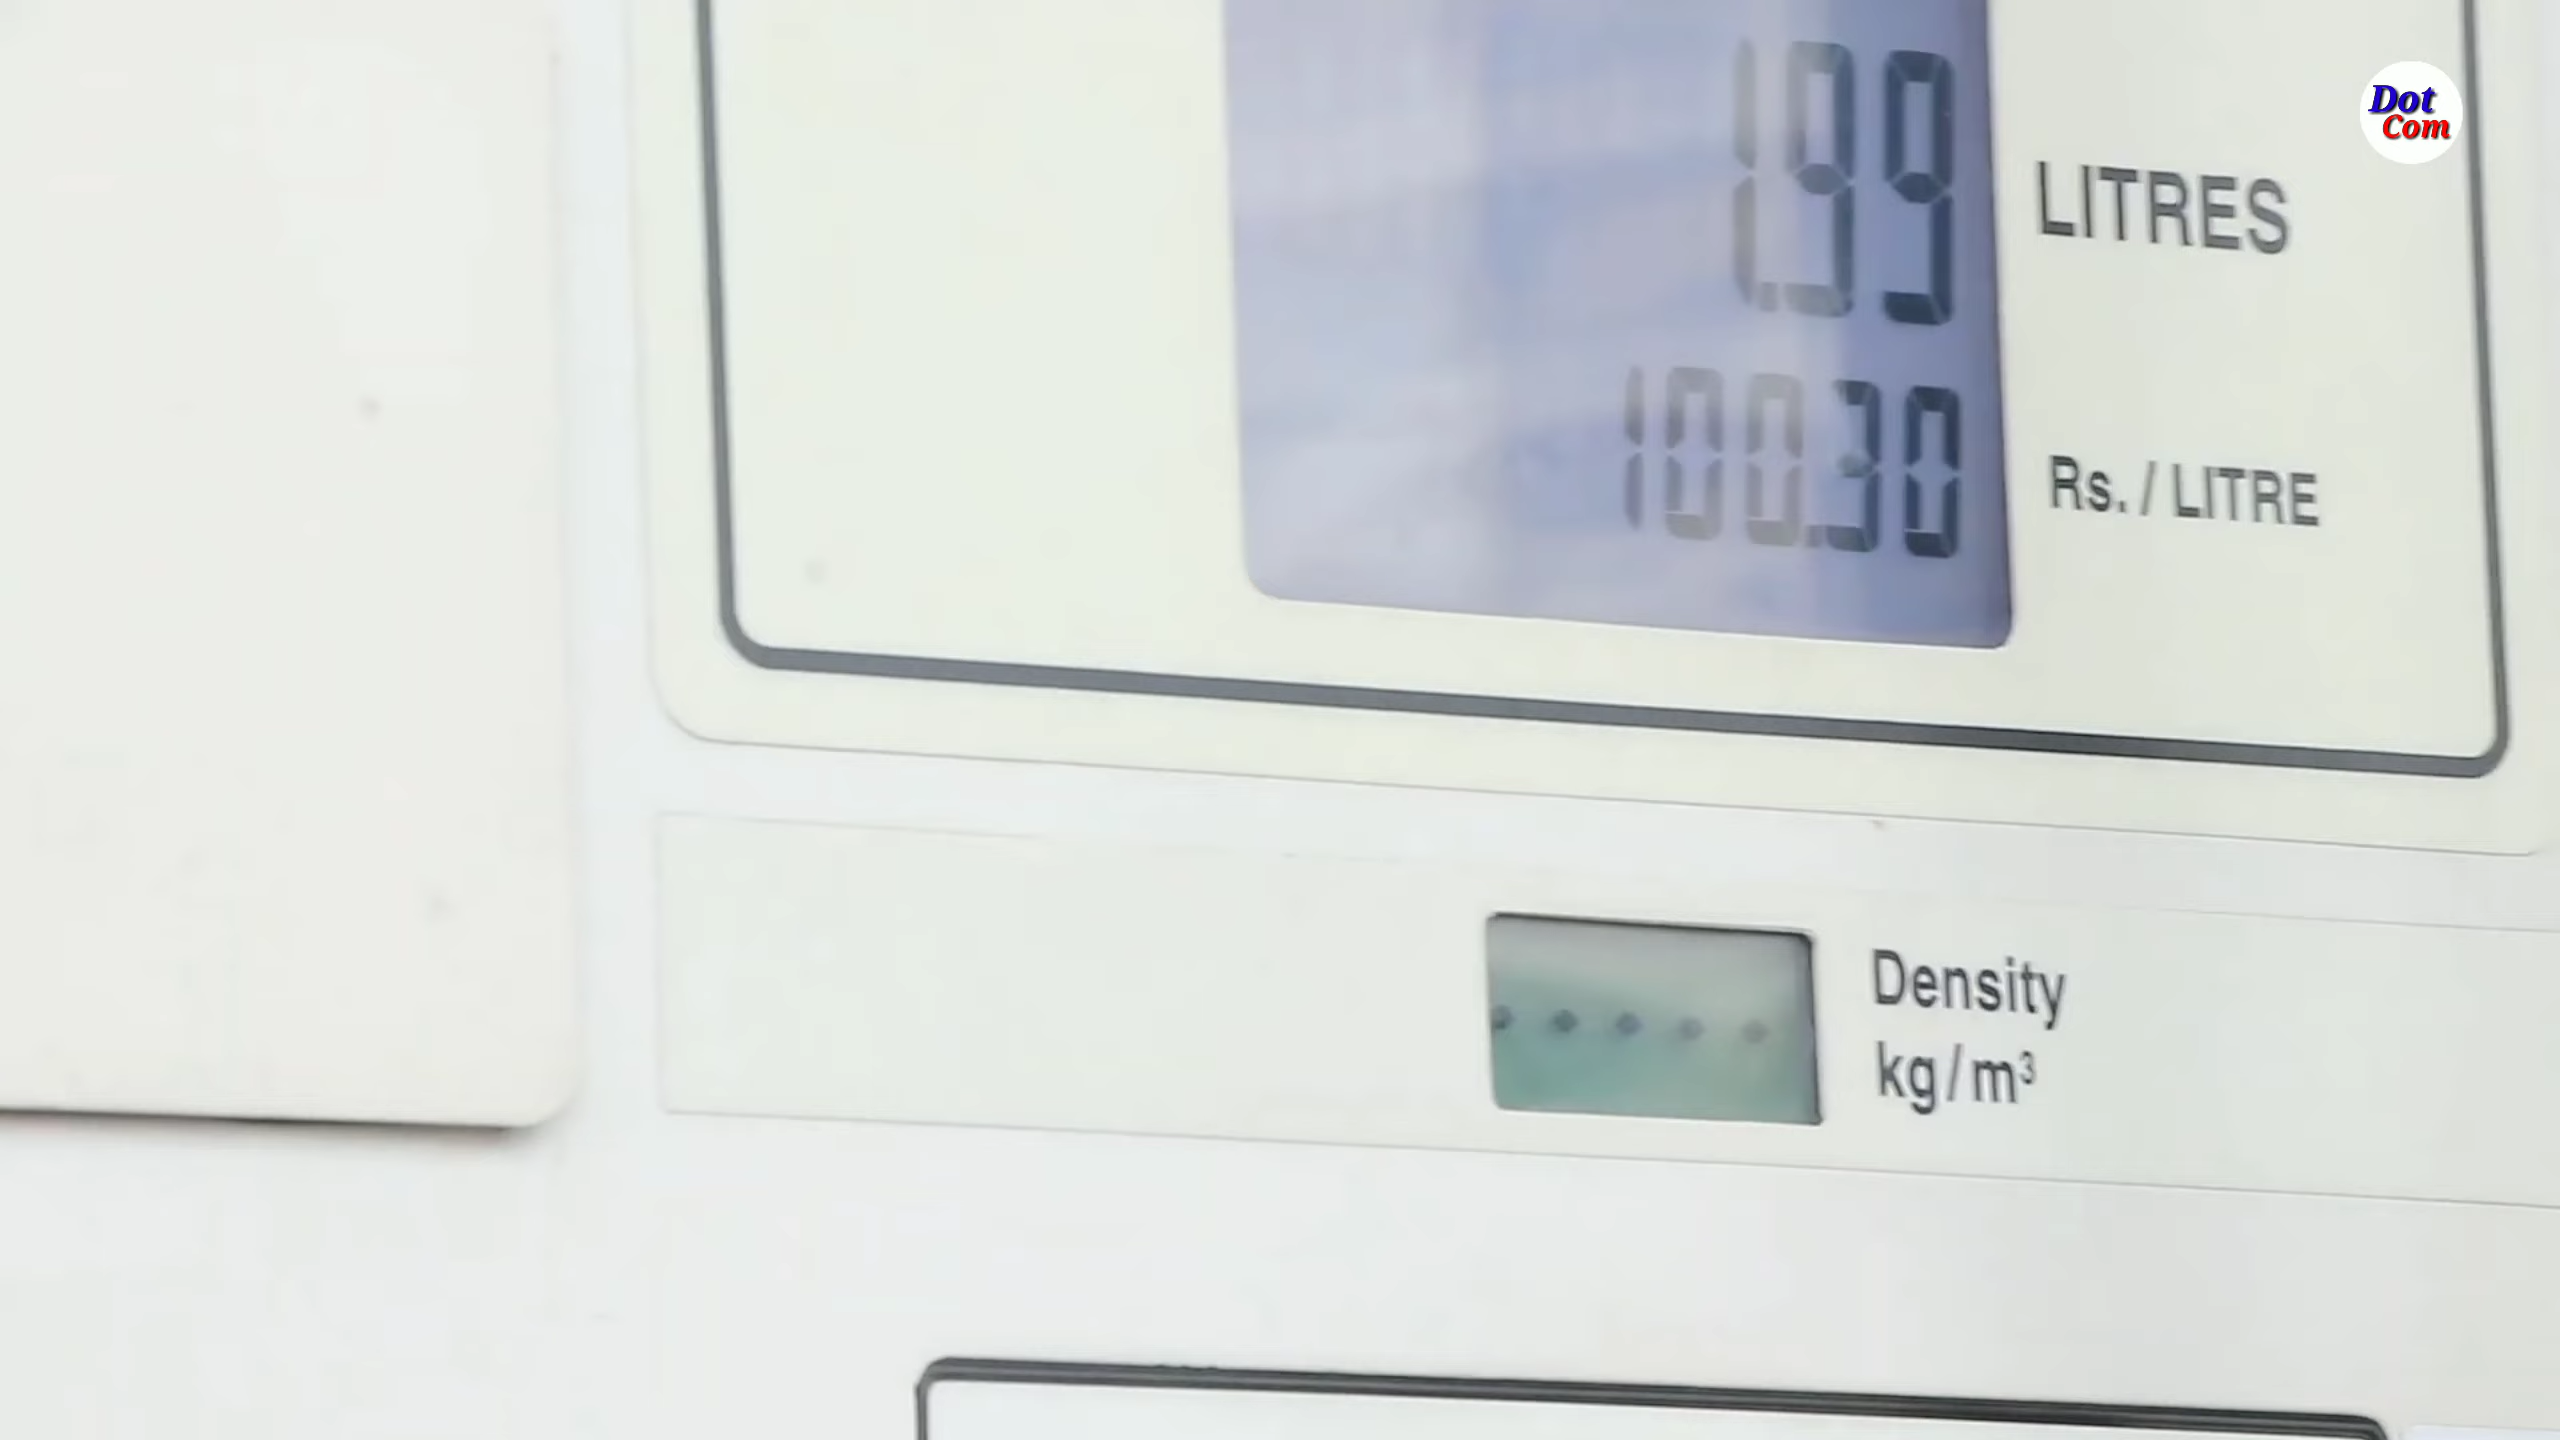 Dot
Com
1.99
LITRES
100.30
Rs. / LITRE
-----
Density
kg/m³